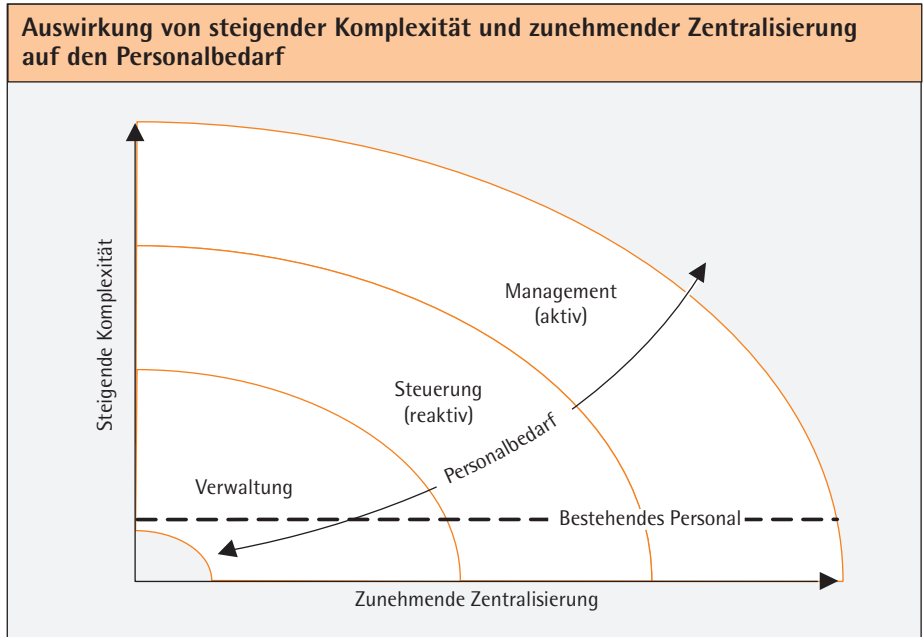 Auswirkung von steigender Komplexität und zunehmender Zentralisierung
auf den Personalbedarf
Steigende Komplexität
Management
(aktiv)
Steuerung
(reaktiv)
Personalbedarf
Verwaltung
Bestehendes Personal
Zunehmende Zentralisierung